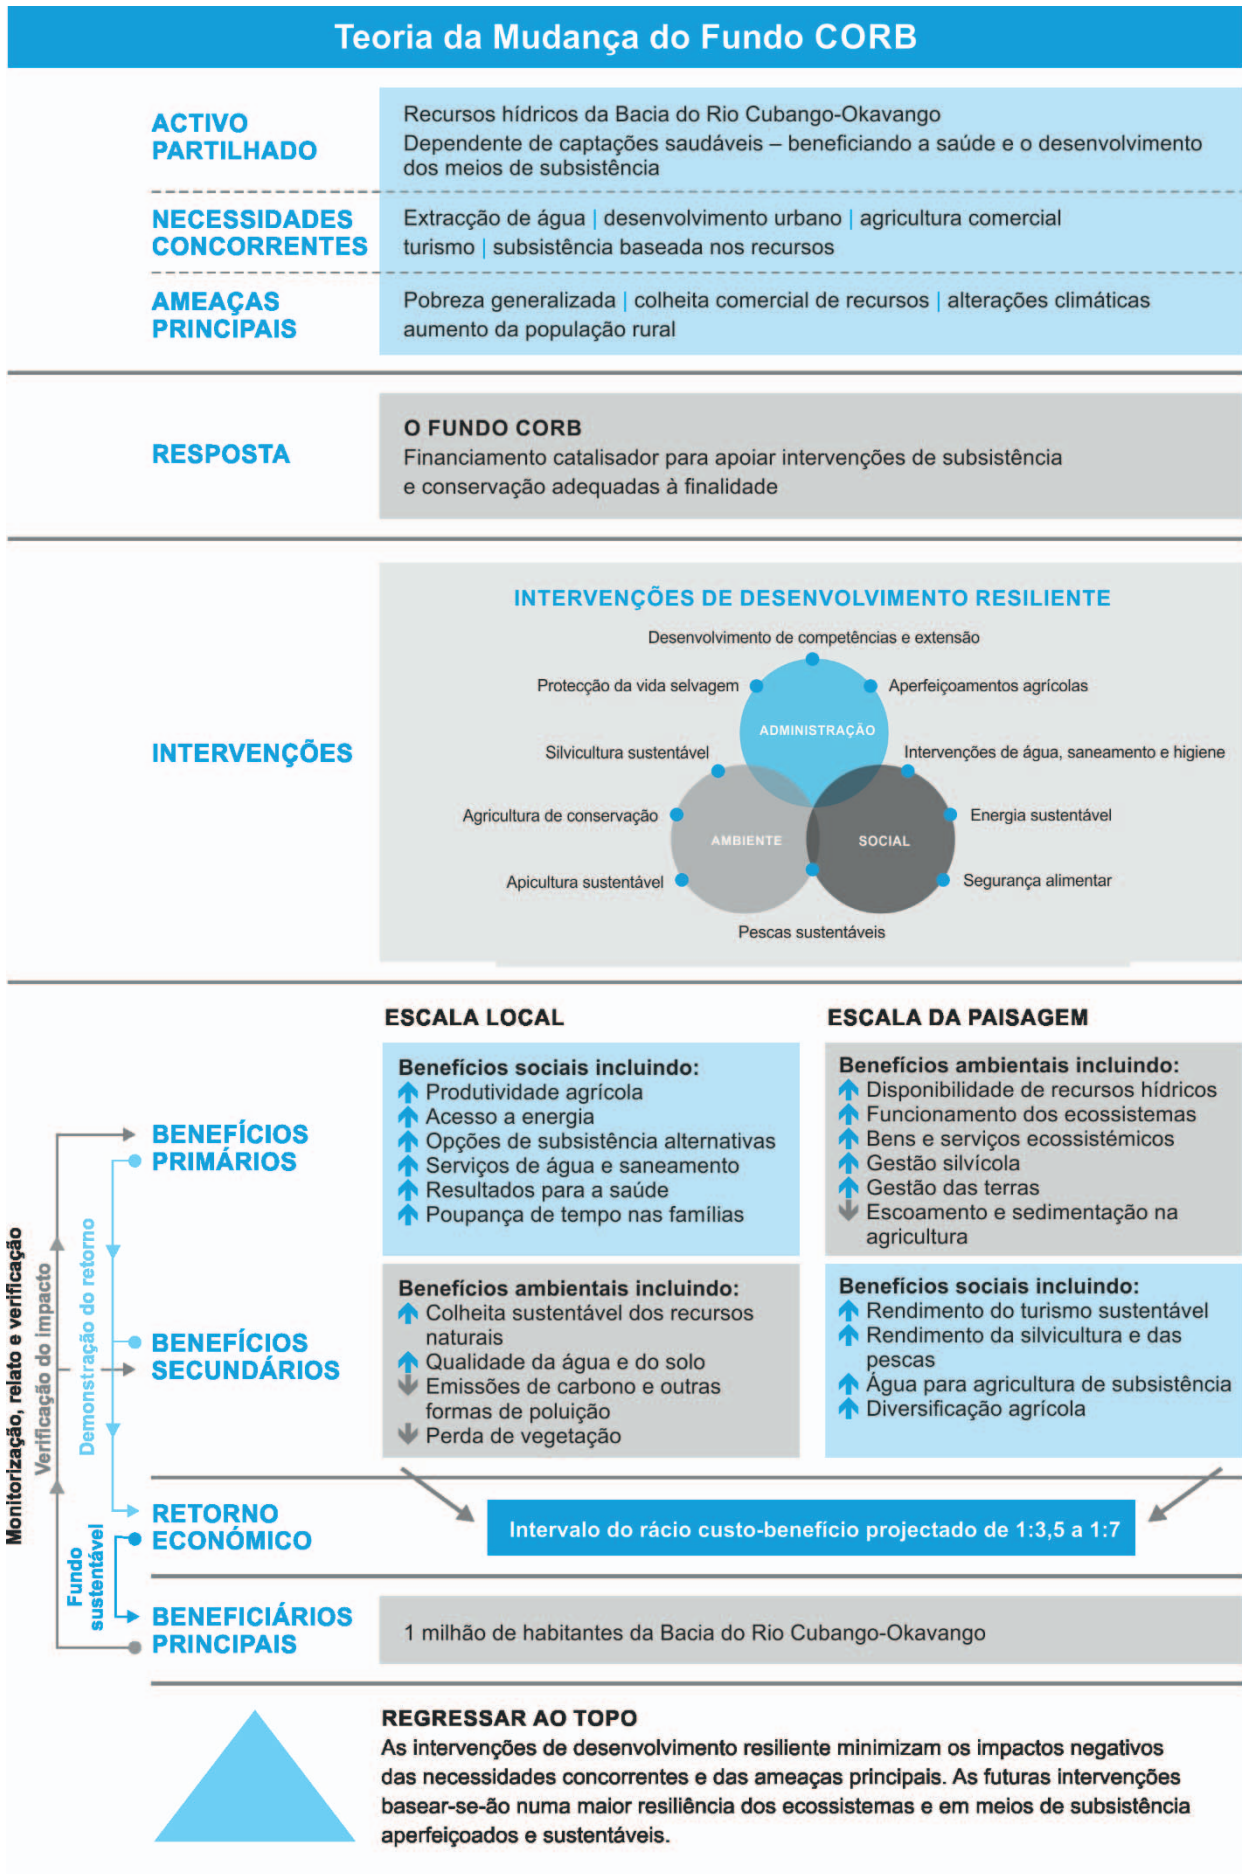 Teoria da Mudança do Fundo CORB
ACTIVO
PARTILHADO
Recursos hídricos da Bacia do Rio Cubango-Okavango
Dependente de captações saudáveis – beneficiando a saúde e o desenvolvimento
dos meios de subsistência
NECESSIDADES
CONCORRENTES
Extracção de água | desenvolvimento urbano | agricultura comercial
turismo | subsistência baseada nos recursos
AMEAÇAS
PRINCIPAIS
Pobreza generalizada | colheita comercial de recursos | alterações climáticas
aumento da população rural
RESPOSTA
O FUNDO CORB
Financiamento catalisador para apoiar intervenções de subsistência
e conservação adequadas à finalidade
INTERVENÇÕES
INTERVENÇÕES DE DESENVOLVIMENTO RESILIENTE
Desenvolvimento de competências e extensão
Protecção da vida selvagem
Aperfeiçoamentos agrícolas
ADMINISTRAÇÃO
Silvicultura sustentável
Intervenções de água, saneamento e higiene
Agricultura de conservação
Energia sustentável
AMBIENTE
SOCIAL
Apicultura sustentável
Segurança alimentar
Pescas sustentáveis
ESCALA LOCAL
ESCALA DA PAISAGEM
BENEFÍCIOS
PRIMÁRIOS
Benefícios sociais incluindo:
Produtividade agrícola
Acesso a energia
Opções de subsistência alternativas
Serviços de água e saneamento
Resultados para a saúde
Poupança de tempo nas famílias
Benefícios ambientais incluindo:
Disponibilidade de recursos hídricos
Funcionamento dos ecossistemas
Bens e serviços ecossistémicos
Gestão silvícola
Gestão das terras
Escoamento e sedimentação na
agricultura
BENEFÍCIOS
SECUNDÁRIOS
Benefícios ambientais incluindo:
Colheita sustentável dos recursos
naturais
Qualidade da água e do solo
Emissões de carbono e outras
formas de poluição
Perda de vegetação
Benefícios sociais incluindo:
Rendimento do turismo sustentável
Rendimento da silvicultura e das
pescas
Água para agricultura de subsistência
Diversificação agrícola
Monitorização, relato e verificação
Verificação do impacto
Demonstração do retorno
Fundo
sustentável
RETORNO
ECONÓMICO
Intervalo do rácio custo-benefício projectado de 1:3,5 a 1:7
BENEFICIÁRIOS
PRINCIPAIS
1 milhão de habitantes da Bacia do Rio Cubango-Okavango
REGRESSAR AO TOPO
As intervenções de desenvolvimento resiliente minimizam os impactos negativos
das necessidades concorrentes e das ameaças principais. As futuras intervenções
basear-se-ão numa maior resiliência dos ecossistemas e em meios de subsistência
aperfeiçoados e sustentáveis.